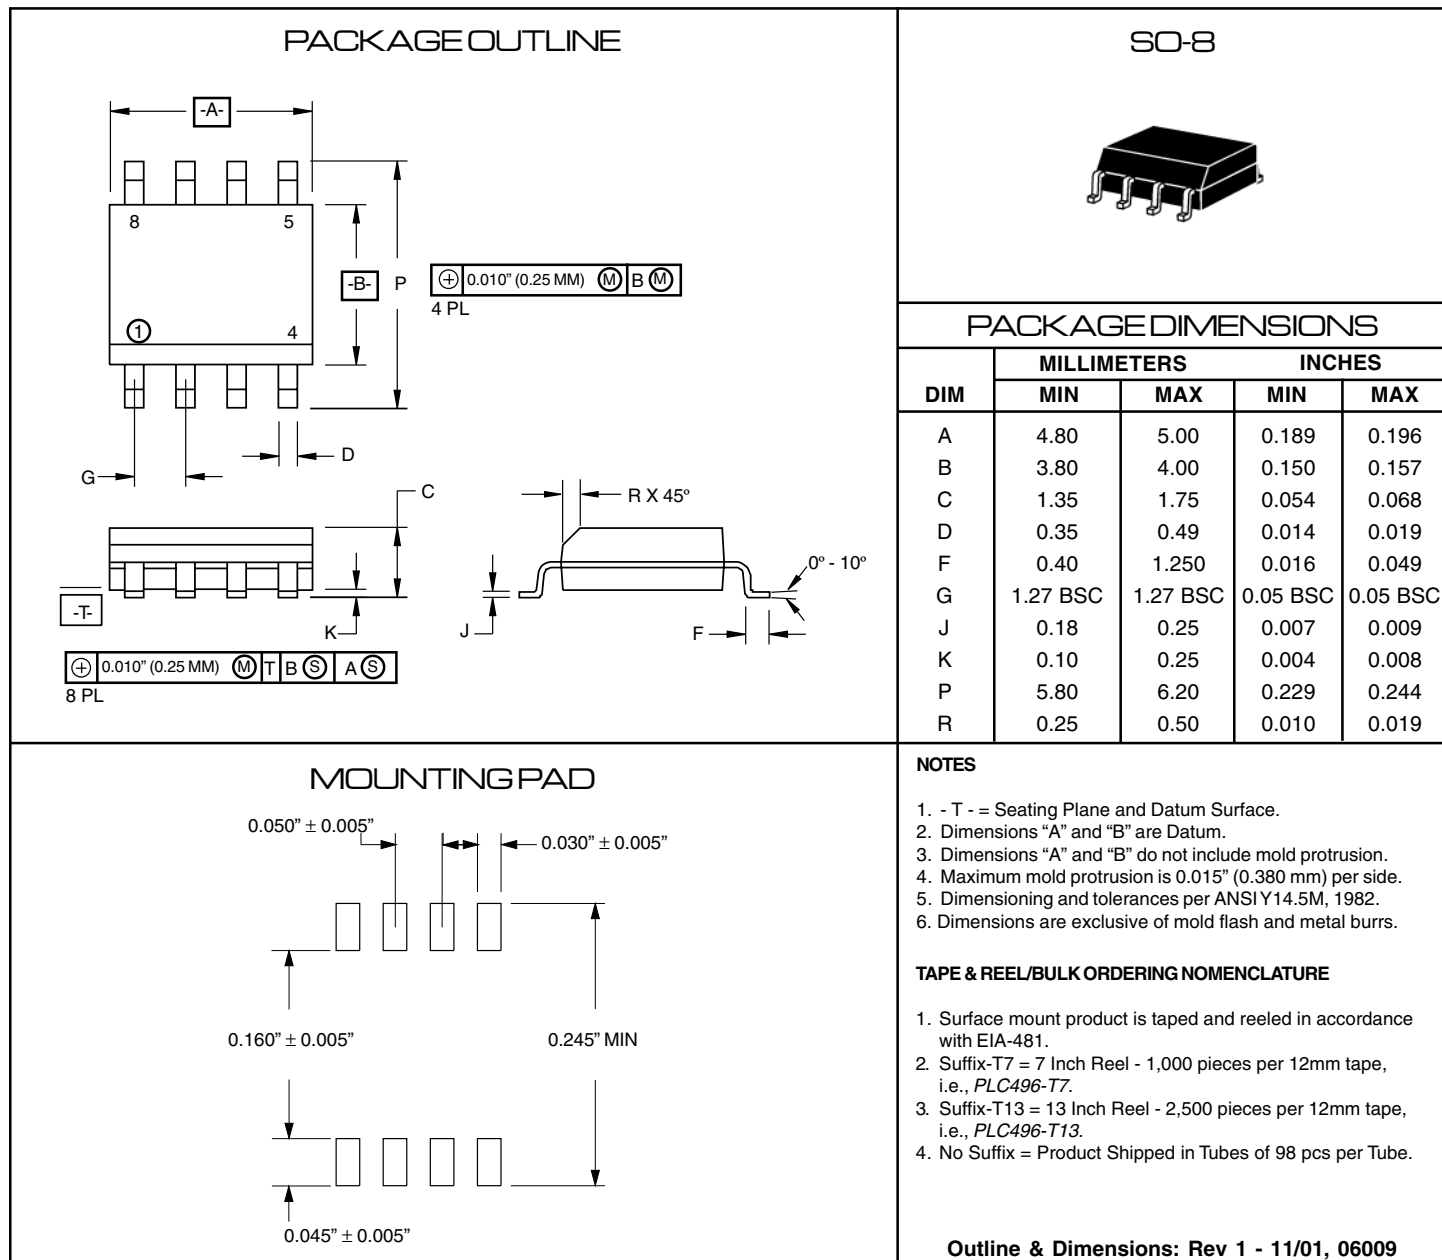 PACKAGE OUTLINE
-A-
8 5
1 4
-B-
P
⌖ 0.010” (0.25 MM) Ⓜ B Ⓜ
4 PL
G
D
C
-T-
K
⌖ 0.010” (0.25 MM) Ⓜ T B Ⓢ A Ⓢ
8 PL
R X 45º
0º - 10º
J
F
SO-8
PACKAGE DIMENSIONS
MILLIMETERS INCHES
DIM MIN MAX MIN MAX
A 4.80 5.00 0.189 0.196
B 3.80 4.00 0.150 0.157
C 1.35 1.75 0.054 0.068
D 0.35 0.49 0.014 0.019
F 0.40 1.250 0.016 0.049
G 1.27 BSC 1.27 BSC 0.05 BSC 0.05 BSC
J 0.18 0.25 0.007 0.009
K 0.10 0.25 0.004 0.008
P 5.80 6.20 0.229 0.244
R 0.25 0.50 0.010 0.019
MOUNTING PAD
0.050” ± 0.005”
0.030” ± 0.005”
0.160” ± 0.005”
0.245” MIN
0.045” ± 0.005”
NOTES
1. - T - = Seating Plane and Datum Surface.
2. Dimensions “A” and “B” are Datum.
3. Dimensions “A” and “B” do not include mold protrusion.
4. Maximum mold protrusion is 0.015” (0.380 mm) per side.
5. Dimensioning and tolerances per ANSI Y14.5M, 1982.
6. Dimensions are exclusive of mold flash and metal burrs.
TAPE & REEL/BULK ORDERING NOMENCLATURE
1. Surface mount product is taped and reeled in accordance
with EIA-481.
2. Suffix-T7 = 7 Inch Reel - 1,000 pieces per 12mm tape,
i.e., PLC496-T7.
3. Suffix-T13 = 13 Inch Reel - 2,500 pieces per 12mm tape,
i.e., PLC496-T13.
4. No Suffix = Product Shipped in Tubes of 98 pcs per Tube.
Outline & Dimensions: Rev 1 - 11/01, 06009